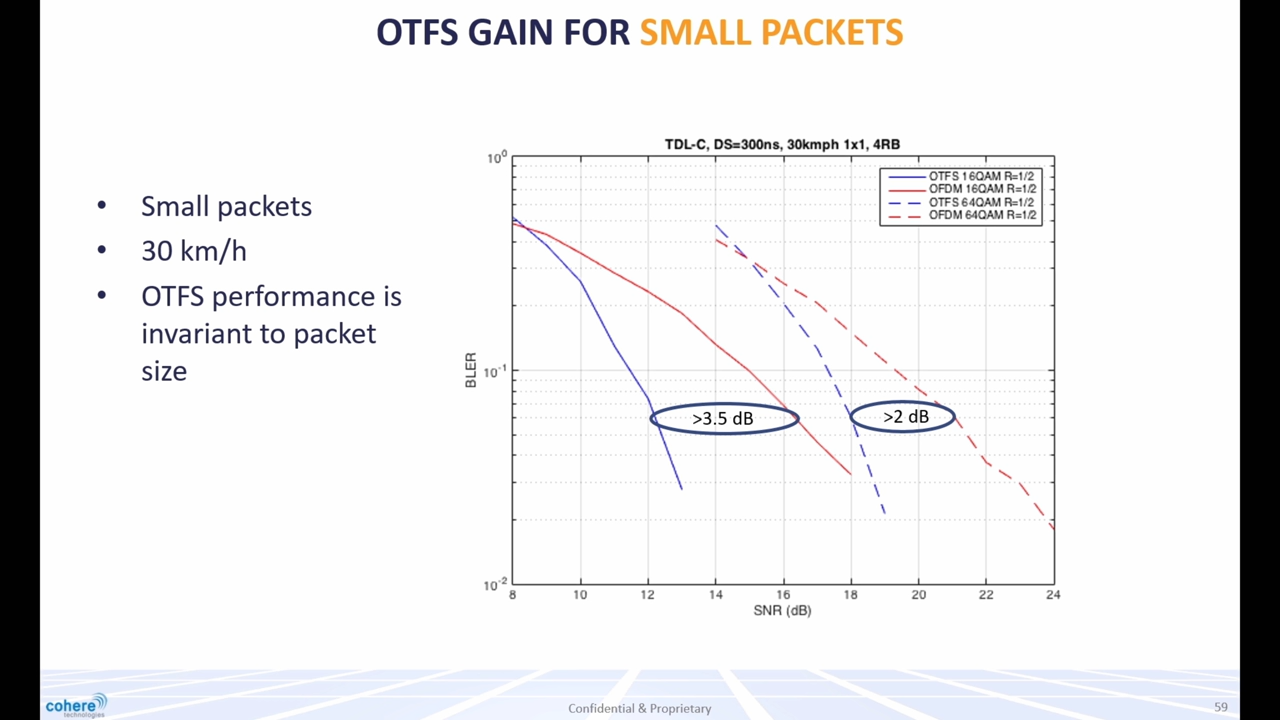 OTFS GAIN FOR SMALL PACKETS
• Small packets
• 30 km/h
• OTFS performance is
invariant to packet
size
TDL-C, DS=300ns, 30kmph 1x1, 4RB
OTFS 16QAM R=1/2
OFDM 16QAM R=1/2
OTFS 64QAM R=1/2
OFDM 64QAM R=1/2
10^0
10^-1
10^-2
BLER
>3.5 dB
>2 dB
8 10 12 14 16 18 20 22 24
SNR (dB)
cohere
technologies
Confidential & Proprietary
59